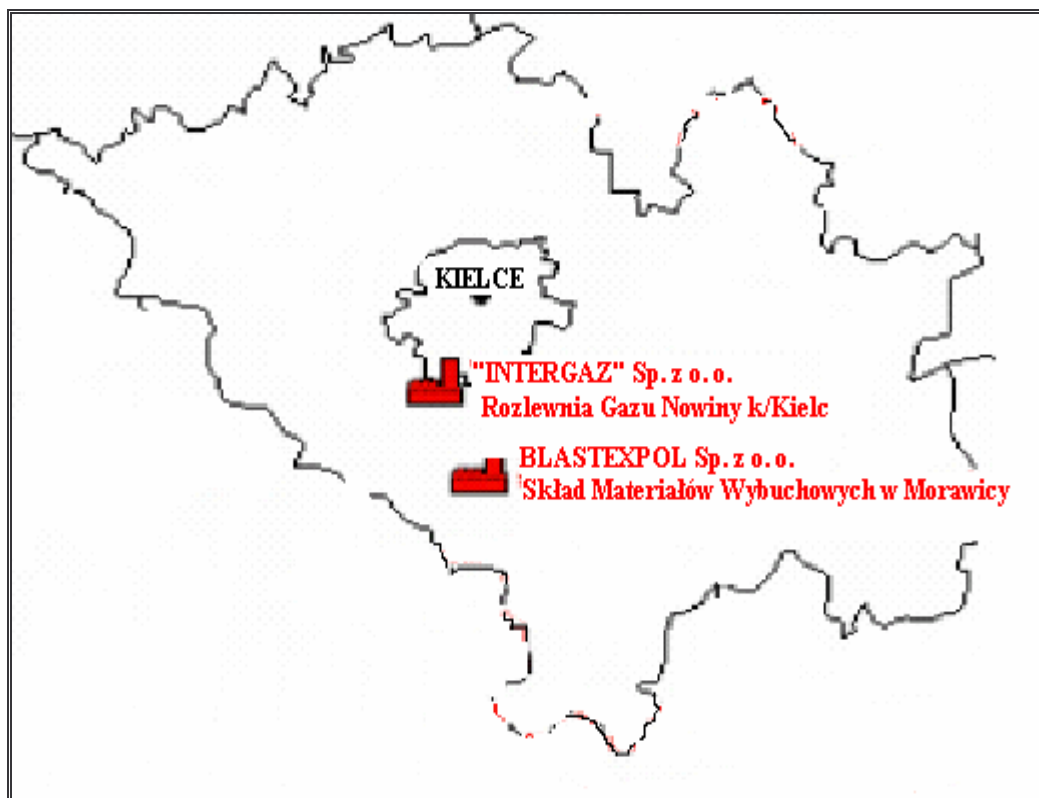 KIELCE
"INTERGAZ" Sp. z o. o.
Rozlewnia Gazu Nowiny k/Kielc
BLASTEXPOL Sp. z o. o.
Skład Materiałów Wybuchowych w Morawicy